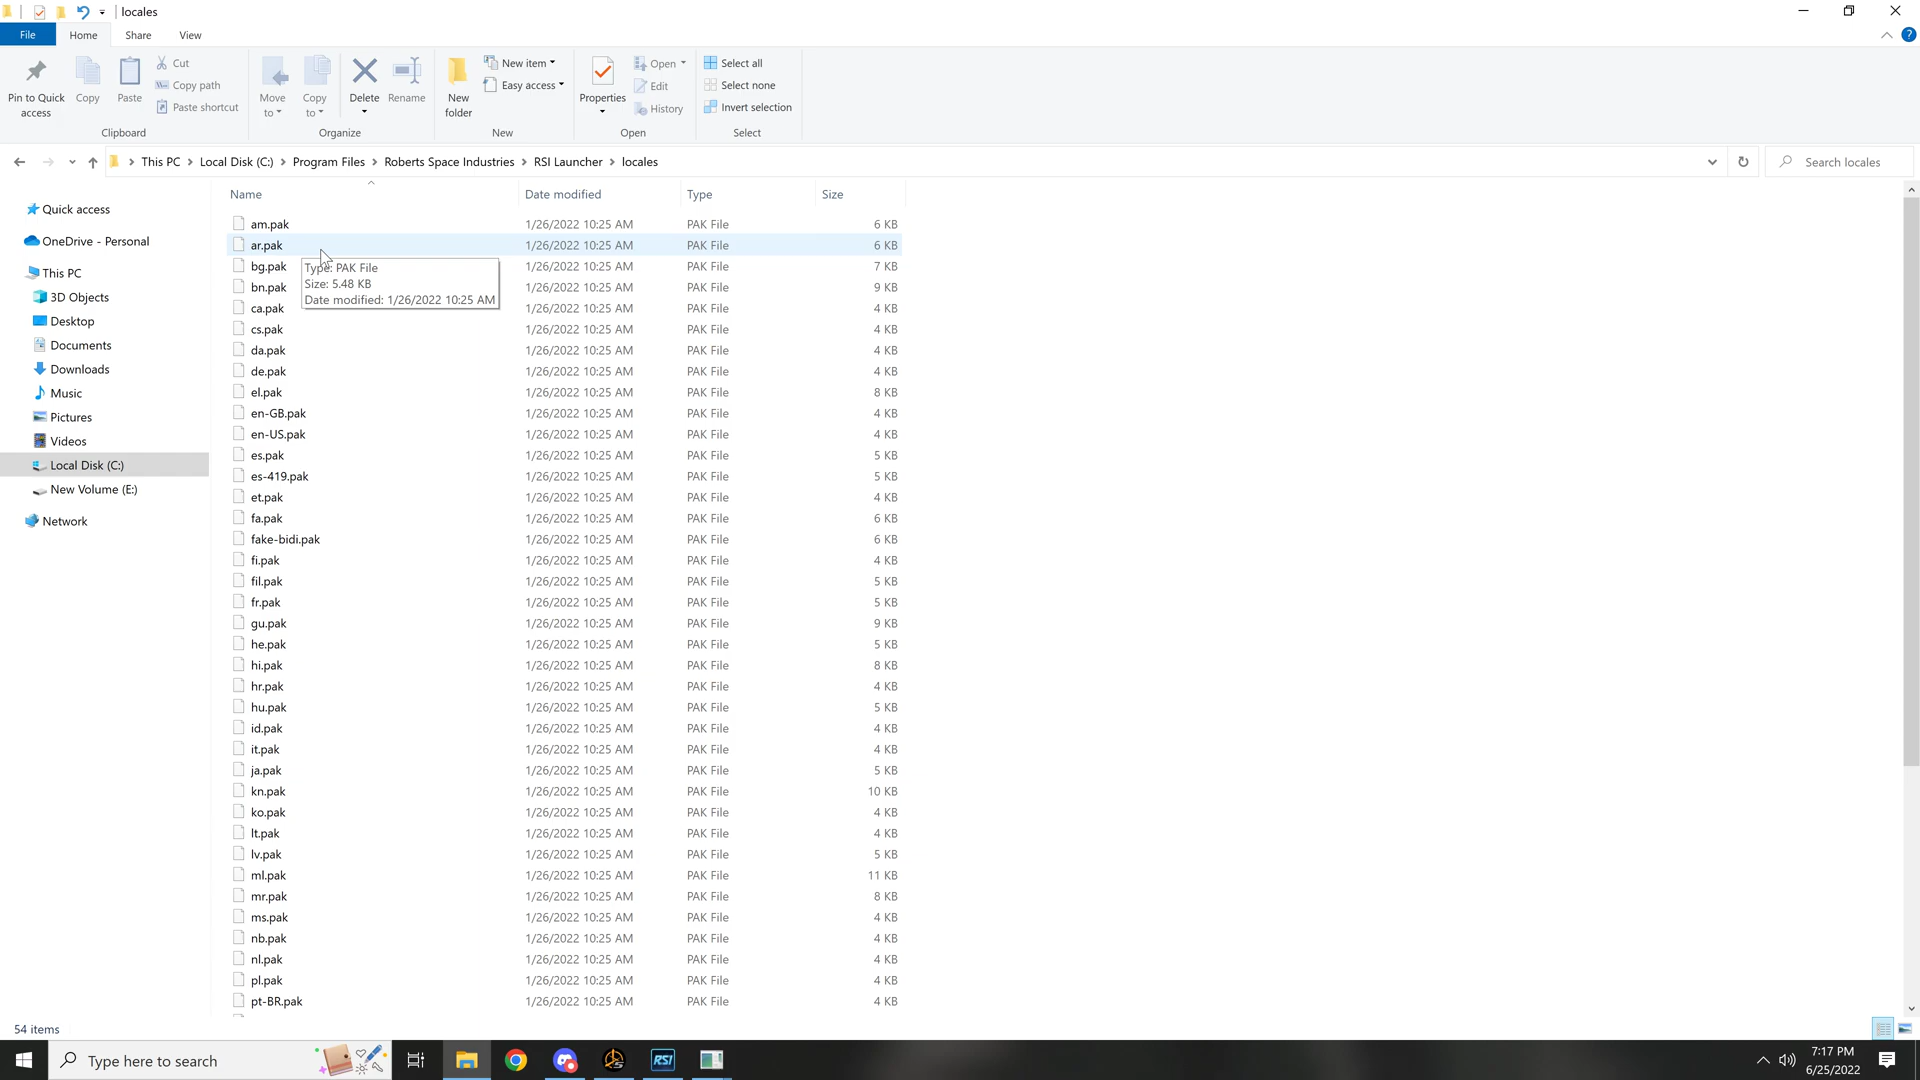 locales
File Home Share View
Pin to Quick access
Copy
Paste
Cut
Copy path
Paste shortcut
Clipboard
Move to
Copy to
Delete
Rename
Organize
New folder
New item
Easy access
New
Properties
Open
Edit
History
Open
Select all
Select none
Invert selection
Select
This PC > Local Disk (C:) > Program Files > Roberts Space Industries > RSI Launcher > locales
Search locales
Quick access
OneDrive - Personal
This PC
3D Objects
Desktop
Documents
Downloads
Music
Pictures
Videos
Local Disk (C:)
New Volume (E:)
Network
Name Date modified Type Size
am.pak 1/26/2022 10:25 AM PAK File 6 KB
ar.pak 1/26/2022 10:25 AM PAK File 6 KB
bg.pak 1/26/2022 10:25 AM PAK File 7 KB
bn.pak 1/26/2022 10:25 AM PAK File 9 KB
ca.pak 1/26/2022 10:25 AM PAK File 4 KB
cs.pak 1/26/2022 10:25 AM PAK File 4 KB
da.pak 1/26/2022 10:25 AM PAK File 4 KB
de.pak 1/26/2022 10:25 AM PAK File 4 KB
el.pak 1/26/2022 10:25 AM PAK File 8 KB
en-GB.pak 1/26/2022 10:25 AM PAK File 4 KB
en-US.pak 1/26/2022 10:25 AM PAK File 4 KB
es.pak 1/26/2022 10:25 AM PAK File 5 KB
es-419.pak 1/26/2022 10:25 AM PAK File 5 KB
et.pak 1/26/2022 10:25 AM PAK File 4 KB
fa.pak 1/26/2022 10:25 AM PAK File 6 KB
fake-bidi.pak 1/26/2022 10:25 AM PAK File 6 KB
fi.pak 1/26/2022 10:25 AM PAK File 4 KB
fil.pak 1/26/2022 10:25 AM PAK File 5 KB
fr.pak 1/26/2022 10:25 AM PAK File 5 KB
gu.pak 1/26/2022 10:25 AM PAK File 9 KB
he.pak 1/26/2022 10:25 AM PAK File 5 KB
hi.pak 1/26/2022 10:25 AM PAK File 8 KB
hr.pak 1/26/2022 10:25 AM PAK File 4 KB
hu.pak 1/26/2022 10:25 AM PAK File 5 KB
id.pak 1/26/2022 10:25 AM PAK File 4 KB
it.pak 1/26/2022 10:25 AM PAK File 4 KB
ja.pak 1/26/2022 10:25 AM PAK File 5 KB
kn.pak 1/26/2022 10:25 AM PAK File 10 KB
ko.pak 1/26/2022 10:25 AM PAK File 4 KB
lt.pak 1/26/2022 10:25 AM PAK File 4 KB
lv.pak 1/26/2022 10:25 AM PAK File 5 KB
ml.pak 1/26/2022 10:25 AM PAK File 11 KB
mr.pak 1/26/2022 10:25 AM PAK File 8 KB
ms.pak 1/26/2022 10:25 AM PAK File 4 KB
nb.pak 1/26/2022 10:25 AM PAK File 4 KB
nl.pak 1/26/2022 10:25 AM PAK File 4 KB
pl.pak 1/26/2022 10:25 AM PAK File 4 KB
pt-BR.pak 1/26/2022 10:25 AM PAK File 4 KB
Type: PAK File
Size: 5.48 KB
Date modified: 1/26/2022 10:25 AM
54 items
Type here to search
RSI
7:17 PM
6/25/2022